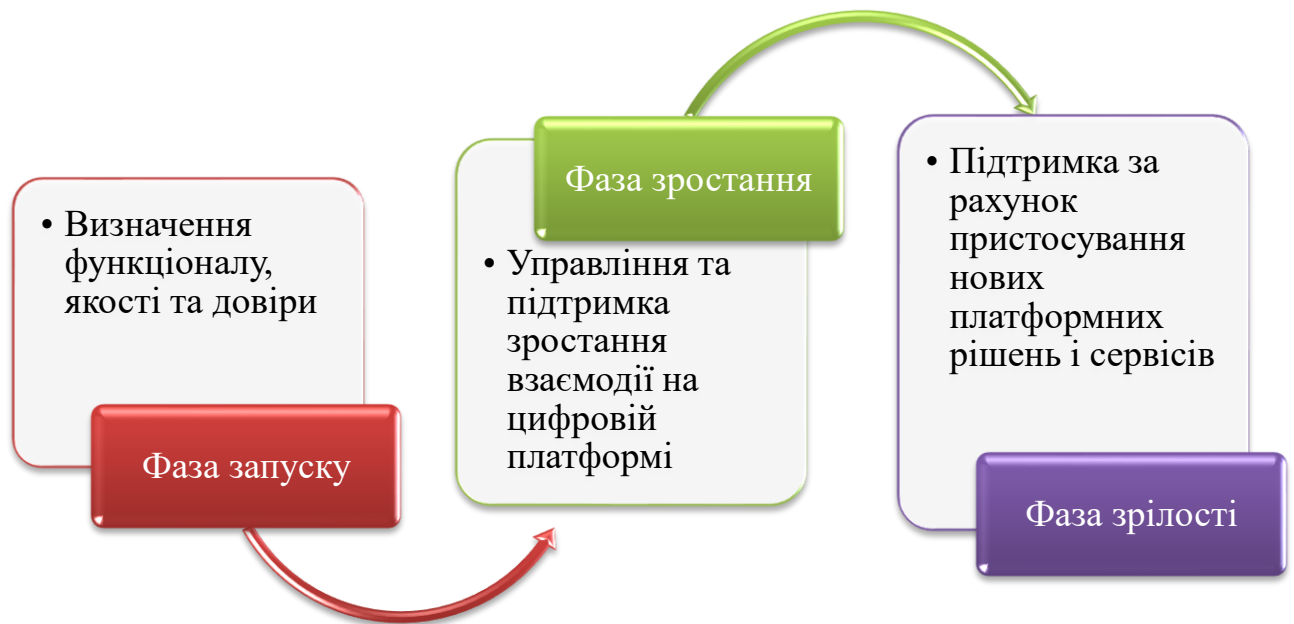 • Визначення
функціоналу,
якості та довіри
Фаза запуску
Фаза зростання
• Управління та
підтримка
зростання
взаємодії на
цифровій
платформі
• Підтримка за
рахунок
пристосування
нових
платформних
рішень і сервісів
Фаза зрілості